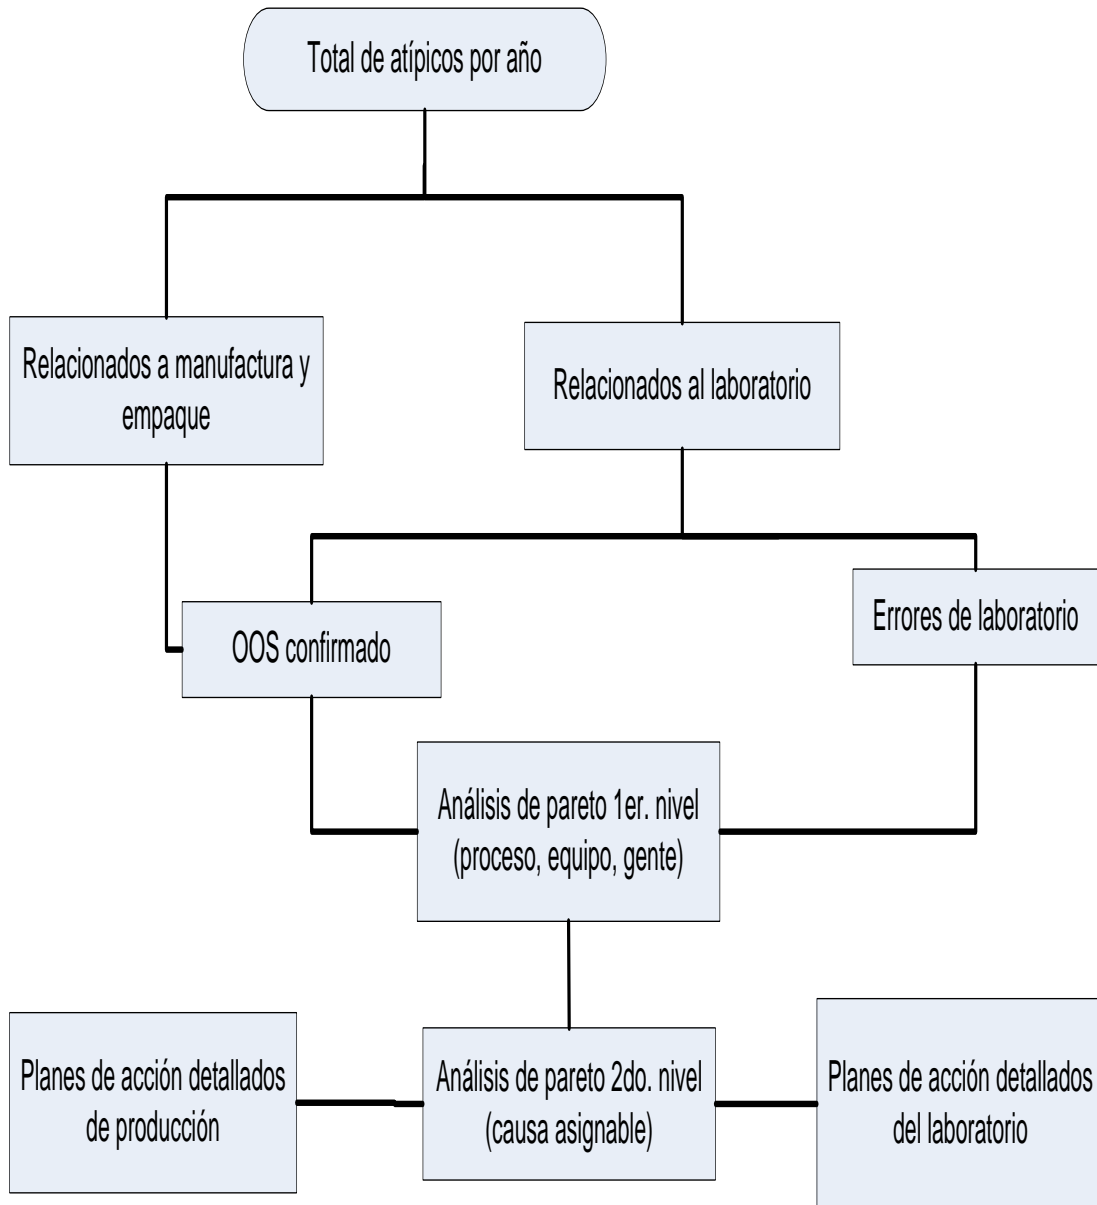 Total de atípicos por año
Relacionados a manufactura y
empaque
Relacionados al laboratorio
OOS confirmado
Errores de laboratorio
Análisis de pareto 1er. nivel
(proceso, equipo, gente)
Planes de acción detallados
de producción
Análisis de pareto 2do. nivel
(causa asignable)
Planes de acción detallados
del laboratorio